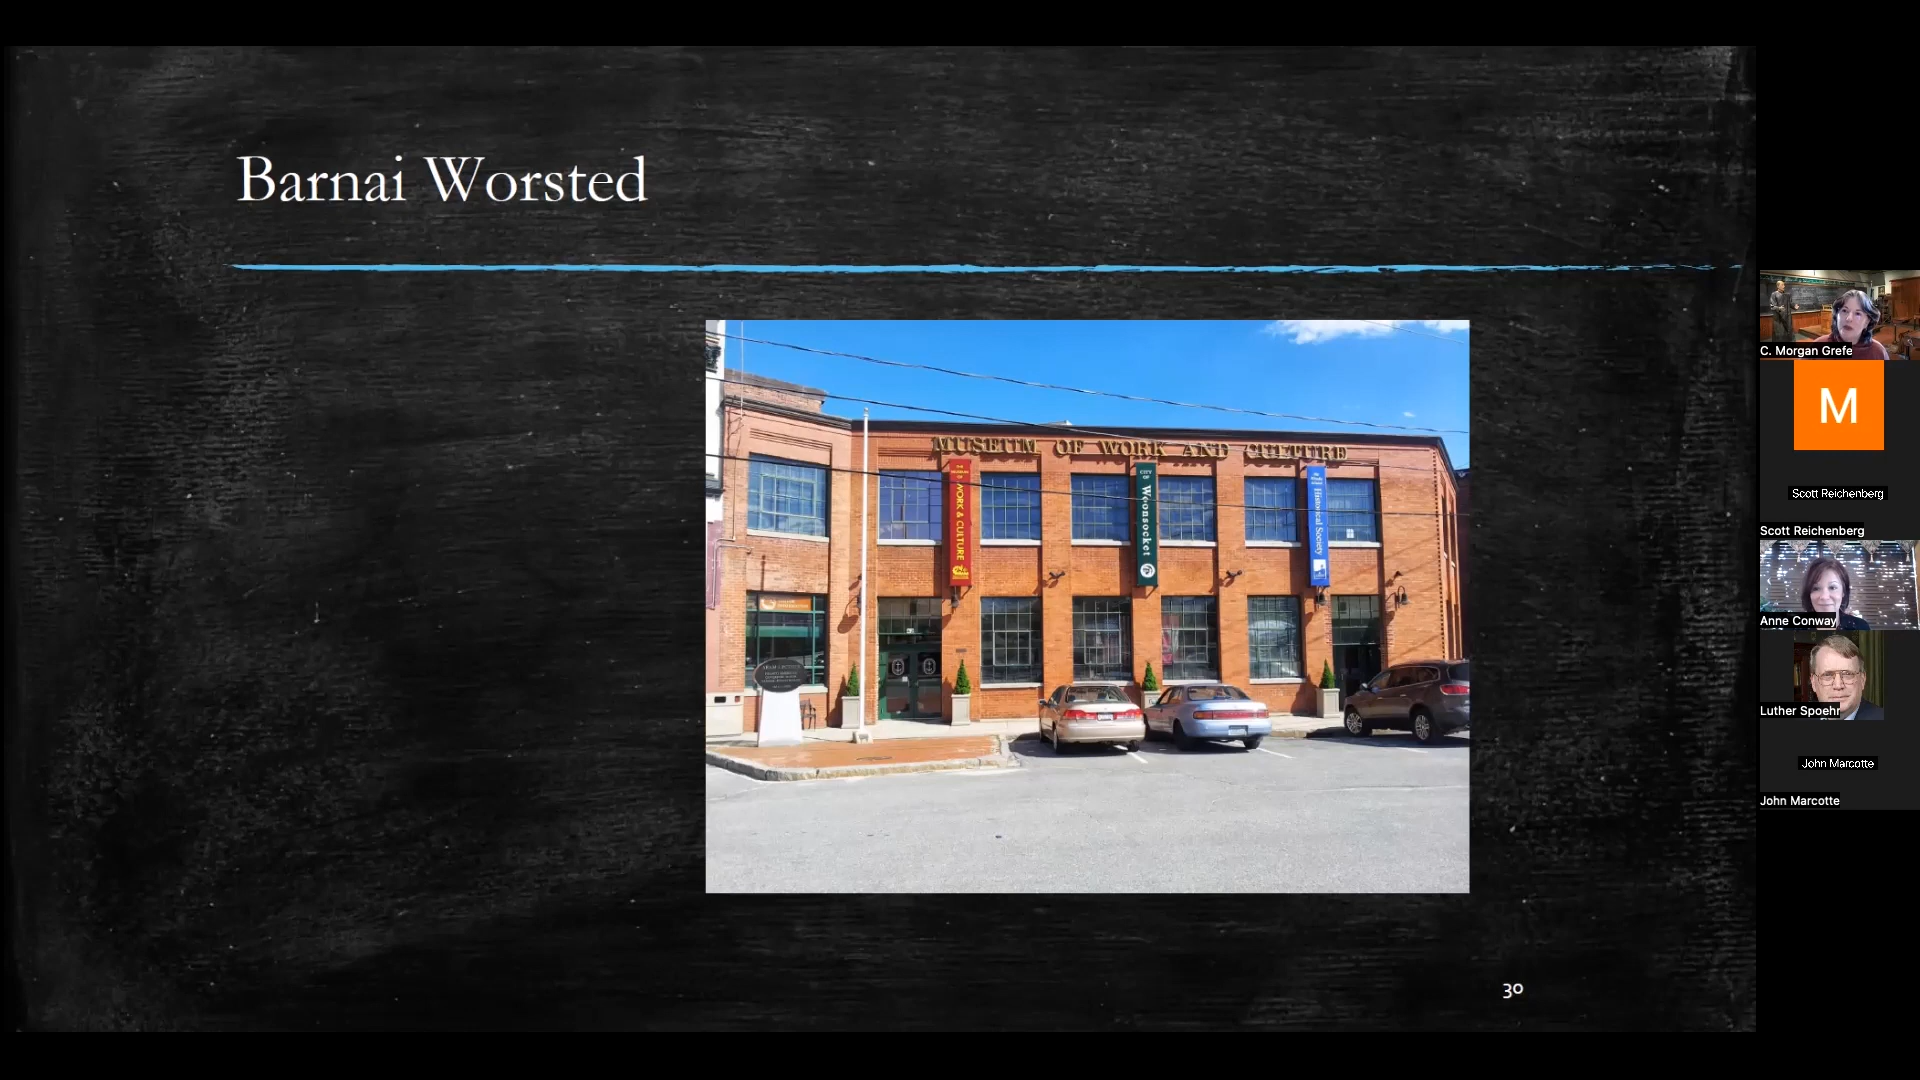 Barnai Worsted
MUSEUM OF WORK AND CULTURE
WORK & CULTURE
Woonsocket
Historical Society
30
C. Morgan Grefe
M
Scott Reichenberg
Scott Reichenberg
Anne Conway
Luther Spoehr
John Marcotte
John Marcotte